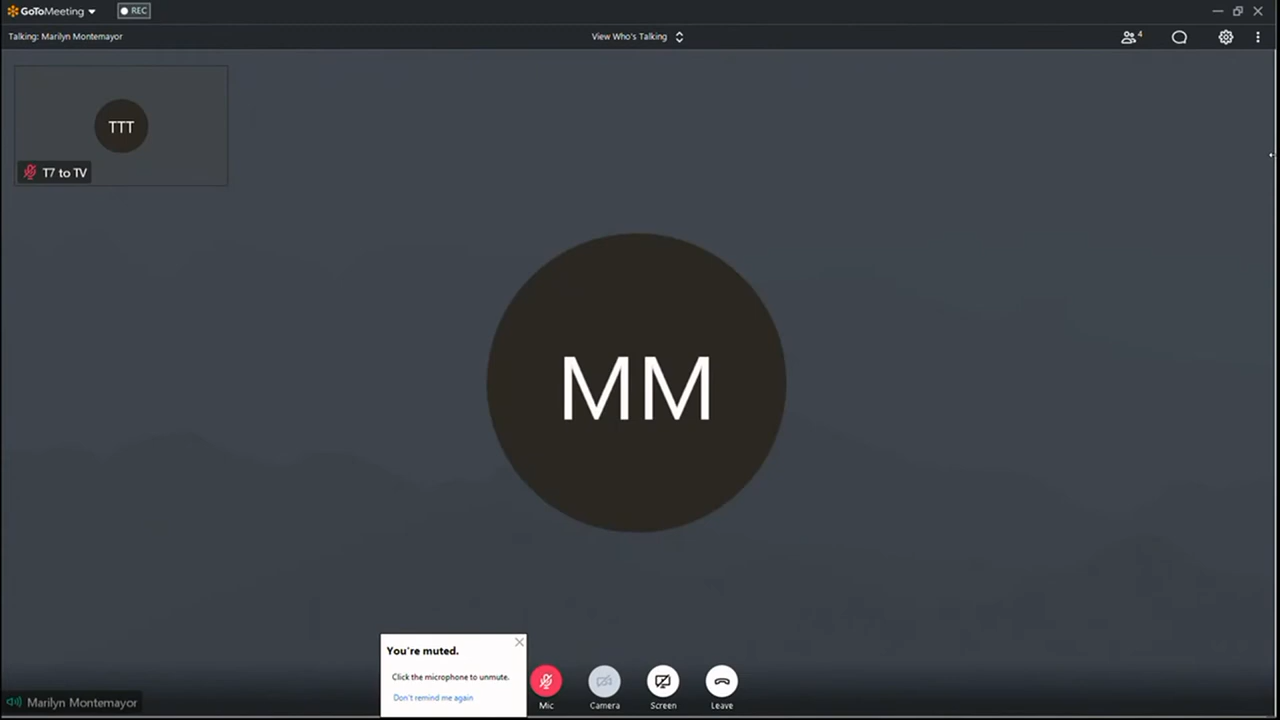 GoToMeeting
REC
Talking: Marilyn Montemayor
View Who's Talking
4
TTT
T7 to TV
MM
You're muted.
Click the microphone to unmute.
Don't remind me again
Mic
Camera
Screen
Leave
Marilyn Montemayor